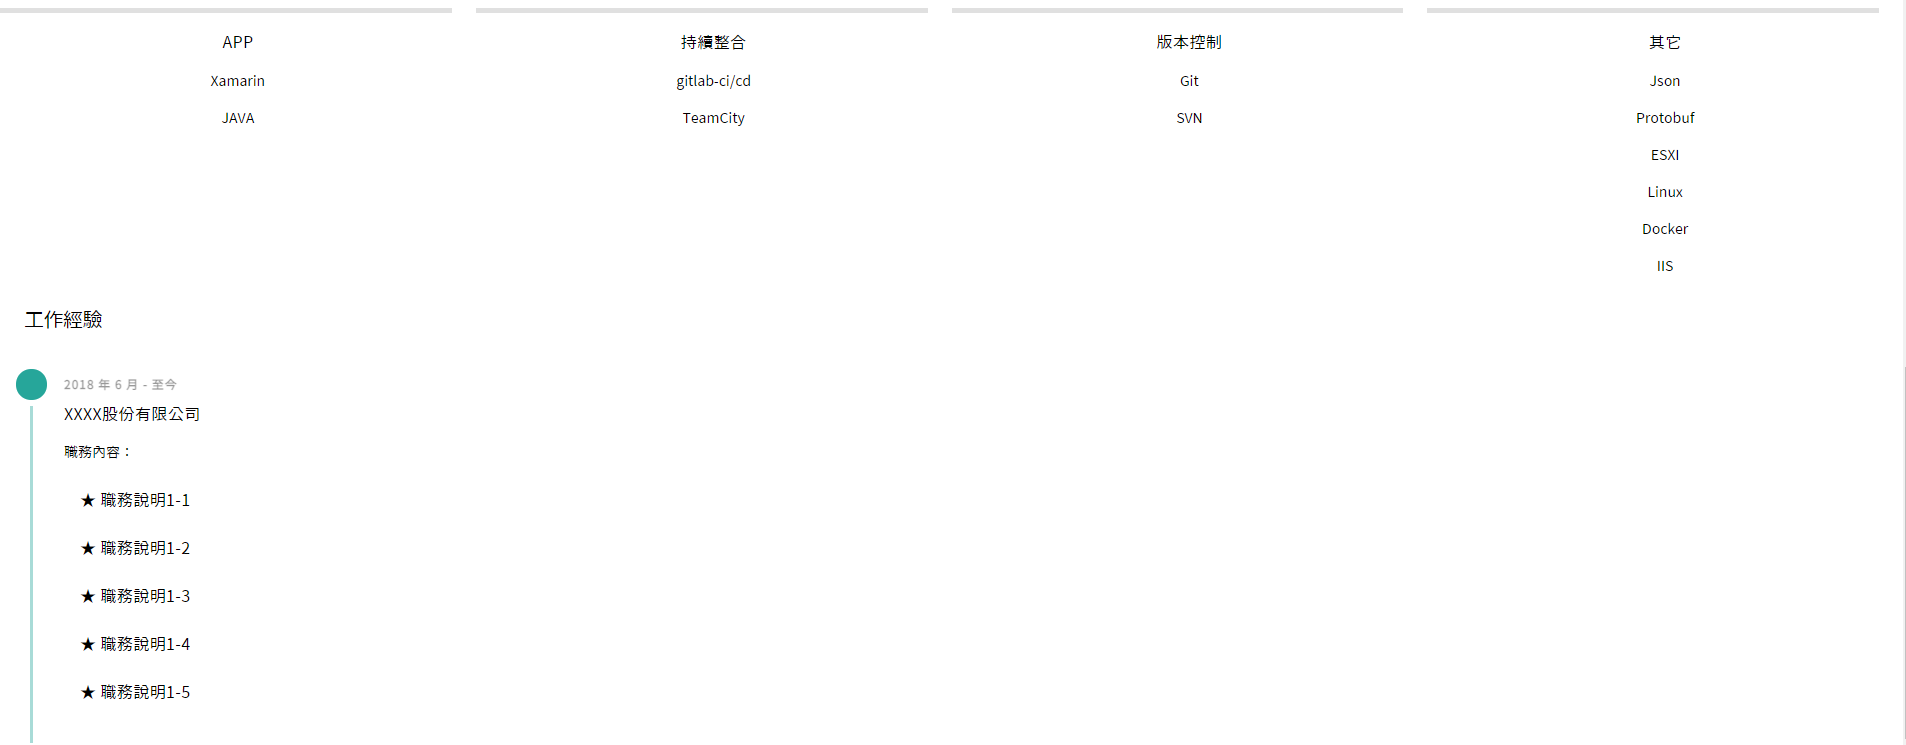 APP
Xamarin
JAVA
持續整合
gitlab-ci/cd
TeamCity
版本控制
Git
SVN
其它
Json
Protobuf
ESXI
Linux
Docker
IIS
工作經驗
2018 年 6 月 - 至今
XXXX股份有限公司
職務內容：
★ 職務說明1-1
★ 職務說明1-2
★ 職務說明1-3
★ 職務說明1-4
★ 職務說明1-5